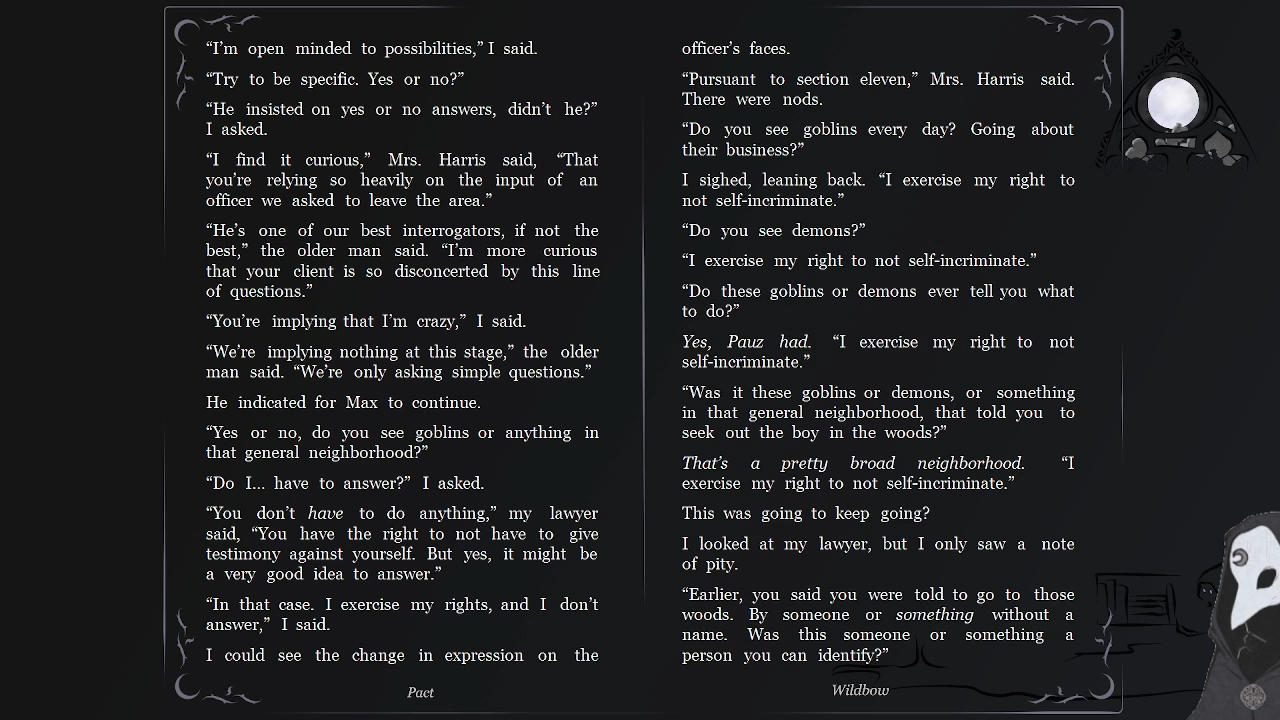 “I’m open minded to possibilities,” I said.
“Try to be specific. Yes or no?”
“He insisted on yes or no answers, didn’t he?”
I asked.
“I find it curious,” Mrs. Harris said, “That
you’re relying so heavily on the input of an
officer we asked to leave the area.”
“He’s one of our best interrogators, if not the
best,” the older man said. “I’m more curious
that your client is so disconcerted by this line
of questions.”
“You’re implying that I’m crazy,” I said.
“We’re implying nothing at this stage,” the older
man said. “We’re only asking simple questions.”
He indicated for Max to continue.
“Yes or no, do you see goblins or anything in
that general neighborhood?”
“Do I... have to answer?” I asked.
“You don’t have to do anything,” my lawyer
said, “You have the right to not have to give
testimony against yourself. But yes, it might be
a very good idea to answer.”
“In that case. I exercise my rights, and I don’t
answer,” I said.
I could see the change in expression on the
Pact
officer’s faces.
“Pursuant to section eleven,” Mrs. Harris said.
There were nods.
“Do you see goblins every day? Going about
their business?”
I sighed, leaning back. “I exercise my right to
not self-incriminate.”
“Do you see demons?”
“I exercise my right to not self-incriminate.”
“Do these goblins or demons ever tell you what
to do?”
Yes, Pauz had. “I exercise my right to not
self-incriminate.”
“Was it these goblins or demons, or something
in that general neighborhood, that told you to
seek out the boy in the woods?”
That’s a pretty broad neighborhood. “I
exercise my right to not self-incriminate.”
This was going to keep going?
I looked at my lawyer, but I only saw a note
of pity.
“Earlier, you said you were told to go to those
woods. By someone or something without a
name. Was this someone or something a
person you can identify?”
Wildbow